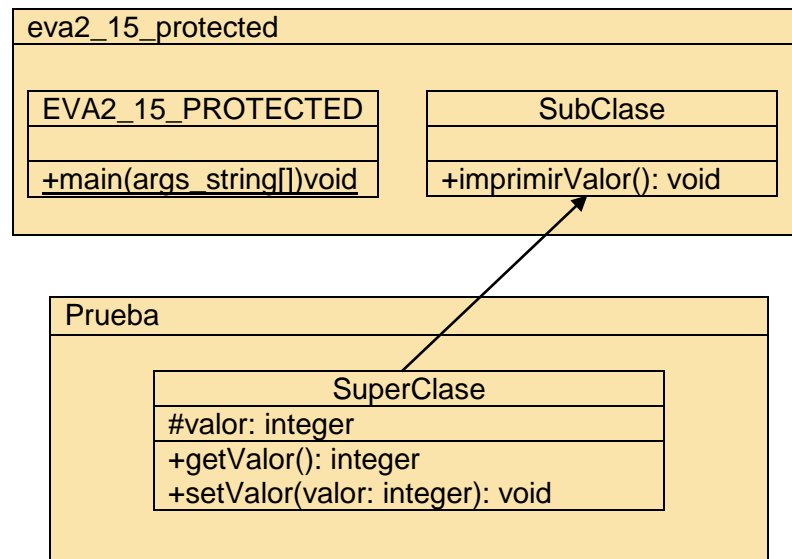 eva2_15_protected
EVA2_15_PROTECTED
+main(args_string[])void
SubClase
+imprimirValor(): void
Prueba
SuperClase
#valor: integer
+getValor(): integer
+setValor(valor: integer): void